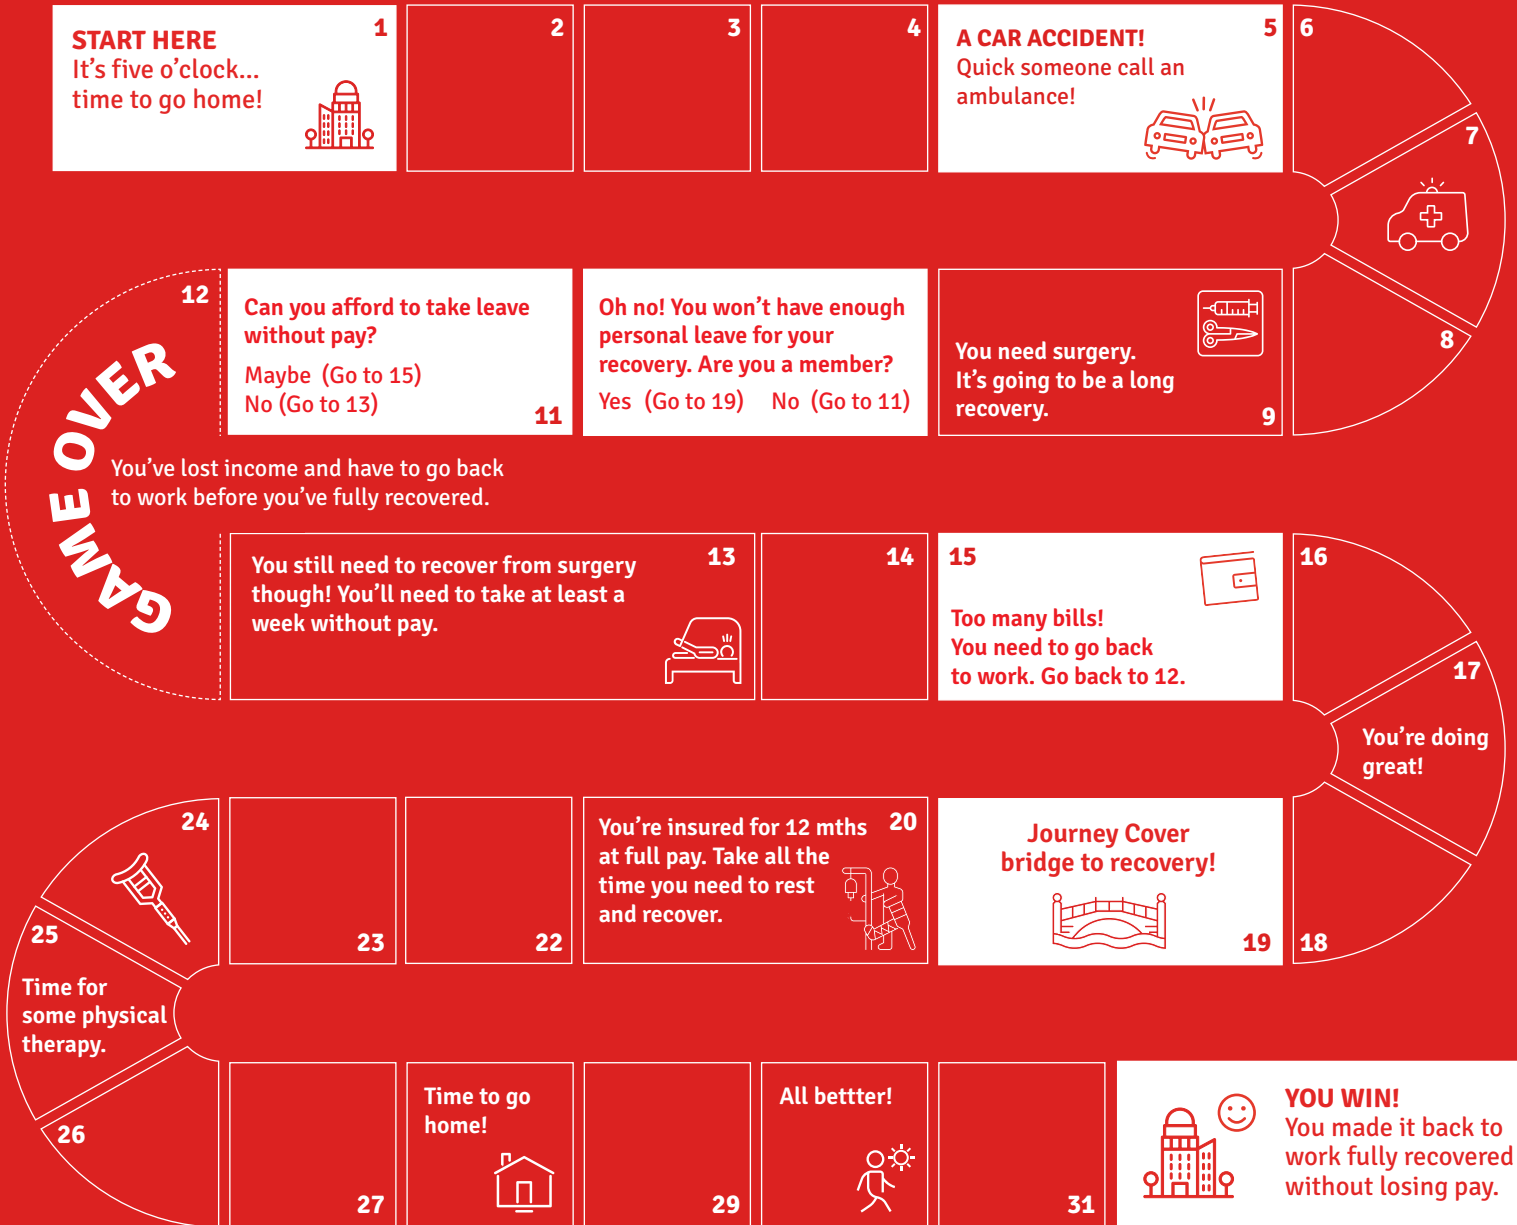 START HERE
It's five o'clock...
time to go home!
1
2
3
4
A CAR ACCIDENT!
Quick someone call an
ambulance!
5
6
7
8
You need surgery.
It's going to be a long
recovery.
9
Oh no! You won't have enough
personal leave for your
recovery. Are you a member?
Yes (Go to 19) No (Go to 11)
Can you afford to take leave
without pay?
Maybe (Go to 15)
No (Go to 13)
11
12
GAME OVER
You've lost income and have to go back
to work before you've fully recovered.
You still need to recover from surgery
though! You'll need to take at least a
week without pay.
13
14
15
Too many bills!
You need to go back
to work. Go back to 12.
16
17
You're doing
great!
18
Journey Cover
bridge to recovery!
19
You're insured for 12 mths
at full pay. Take all the
time you need to rest
and recover.
20
22
23
24
25
Time for
some physical
therapy.
26
27
Time to go
home!
29
All bettter!
31
YOU WIN!
You made it back to
work fully recovered
without losing pay.